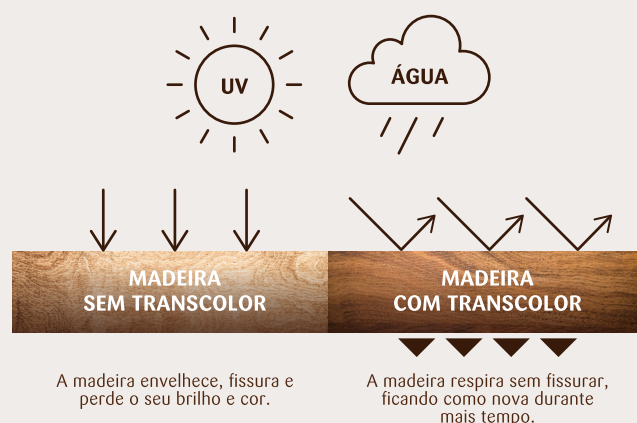 UV
ÁGUA
MADEIRA
SEM TRANSCOLOR
MADEIRA
COM TRANSCOLOR
A madeira envelhece, fissura e
perde o seu brilho e cor.
A madeira respira sem fissurar,
ficando como nova durante
mais tempo.